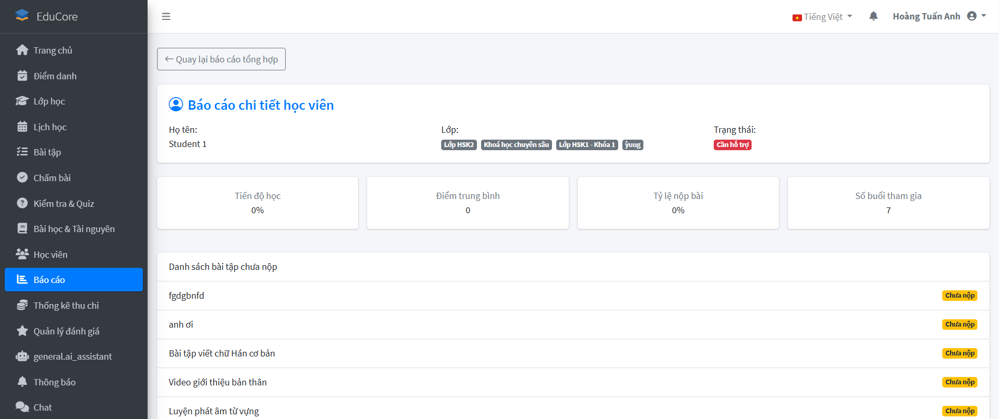 EduCore
Tiếng Việt
Hoàng Tuấn Anh
Trang chủ
Điểm danh
Lớp học
Lịch học
Bài tập
Chấm bài
Kiểm tra & Quiz
Bài học & Tài nguyên
Học viên
Báo cáo
Thống kê thu chi
Quản lý đánh giá
general.ai_assistant
Thông báo
Chat
← Quay lại báo cáo tổng hợp
Báo cáo chi tiết học viên
Họ tên:
Student 1
Lớp:
Lớp HSK2 Khoá học chuyên sâu Lớp HSK1 - Khóa 1 ỳuug
Trạng thái:
Cần hỗ trợ
Tiến độ học
0%
Điểm trung bình
0
Tỷ lệ nộp bài
0%
Số buổi tham gia
7
Danh sách bài tập chưa nộp
fgdgbnfd Chưa nộp
anh ơi Chưa nộp
Bài tập viết chữ Hán cơ bản Chưa nộp
Video giới thiệu bản thân Chưa nộp
Luyện phát âm từ vựng Chưa nộp